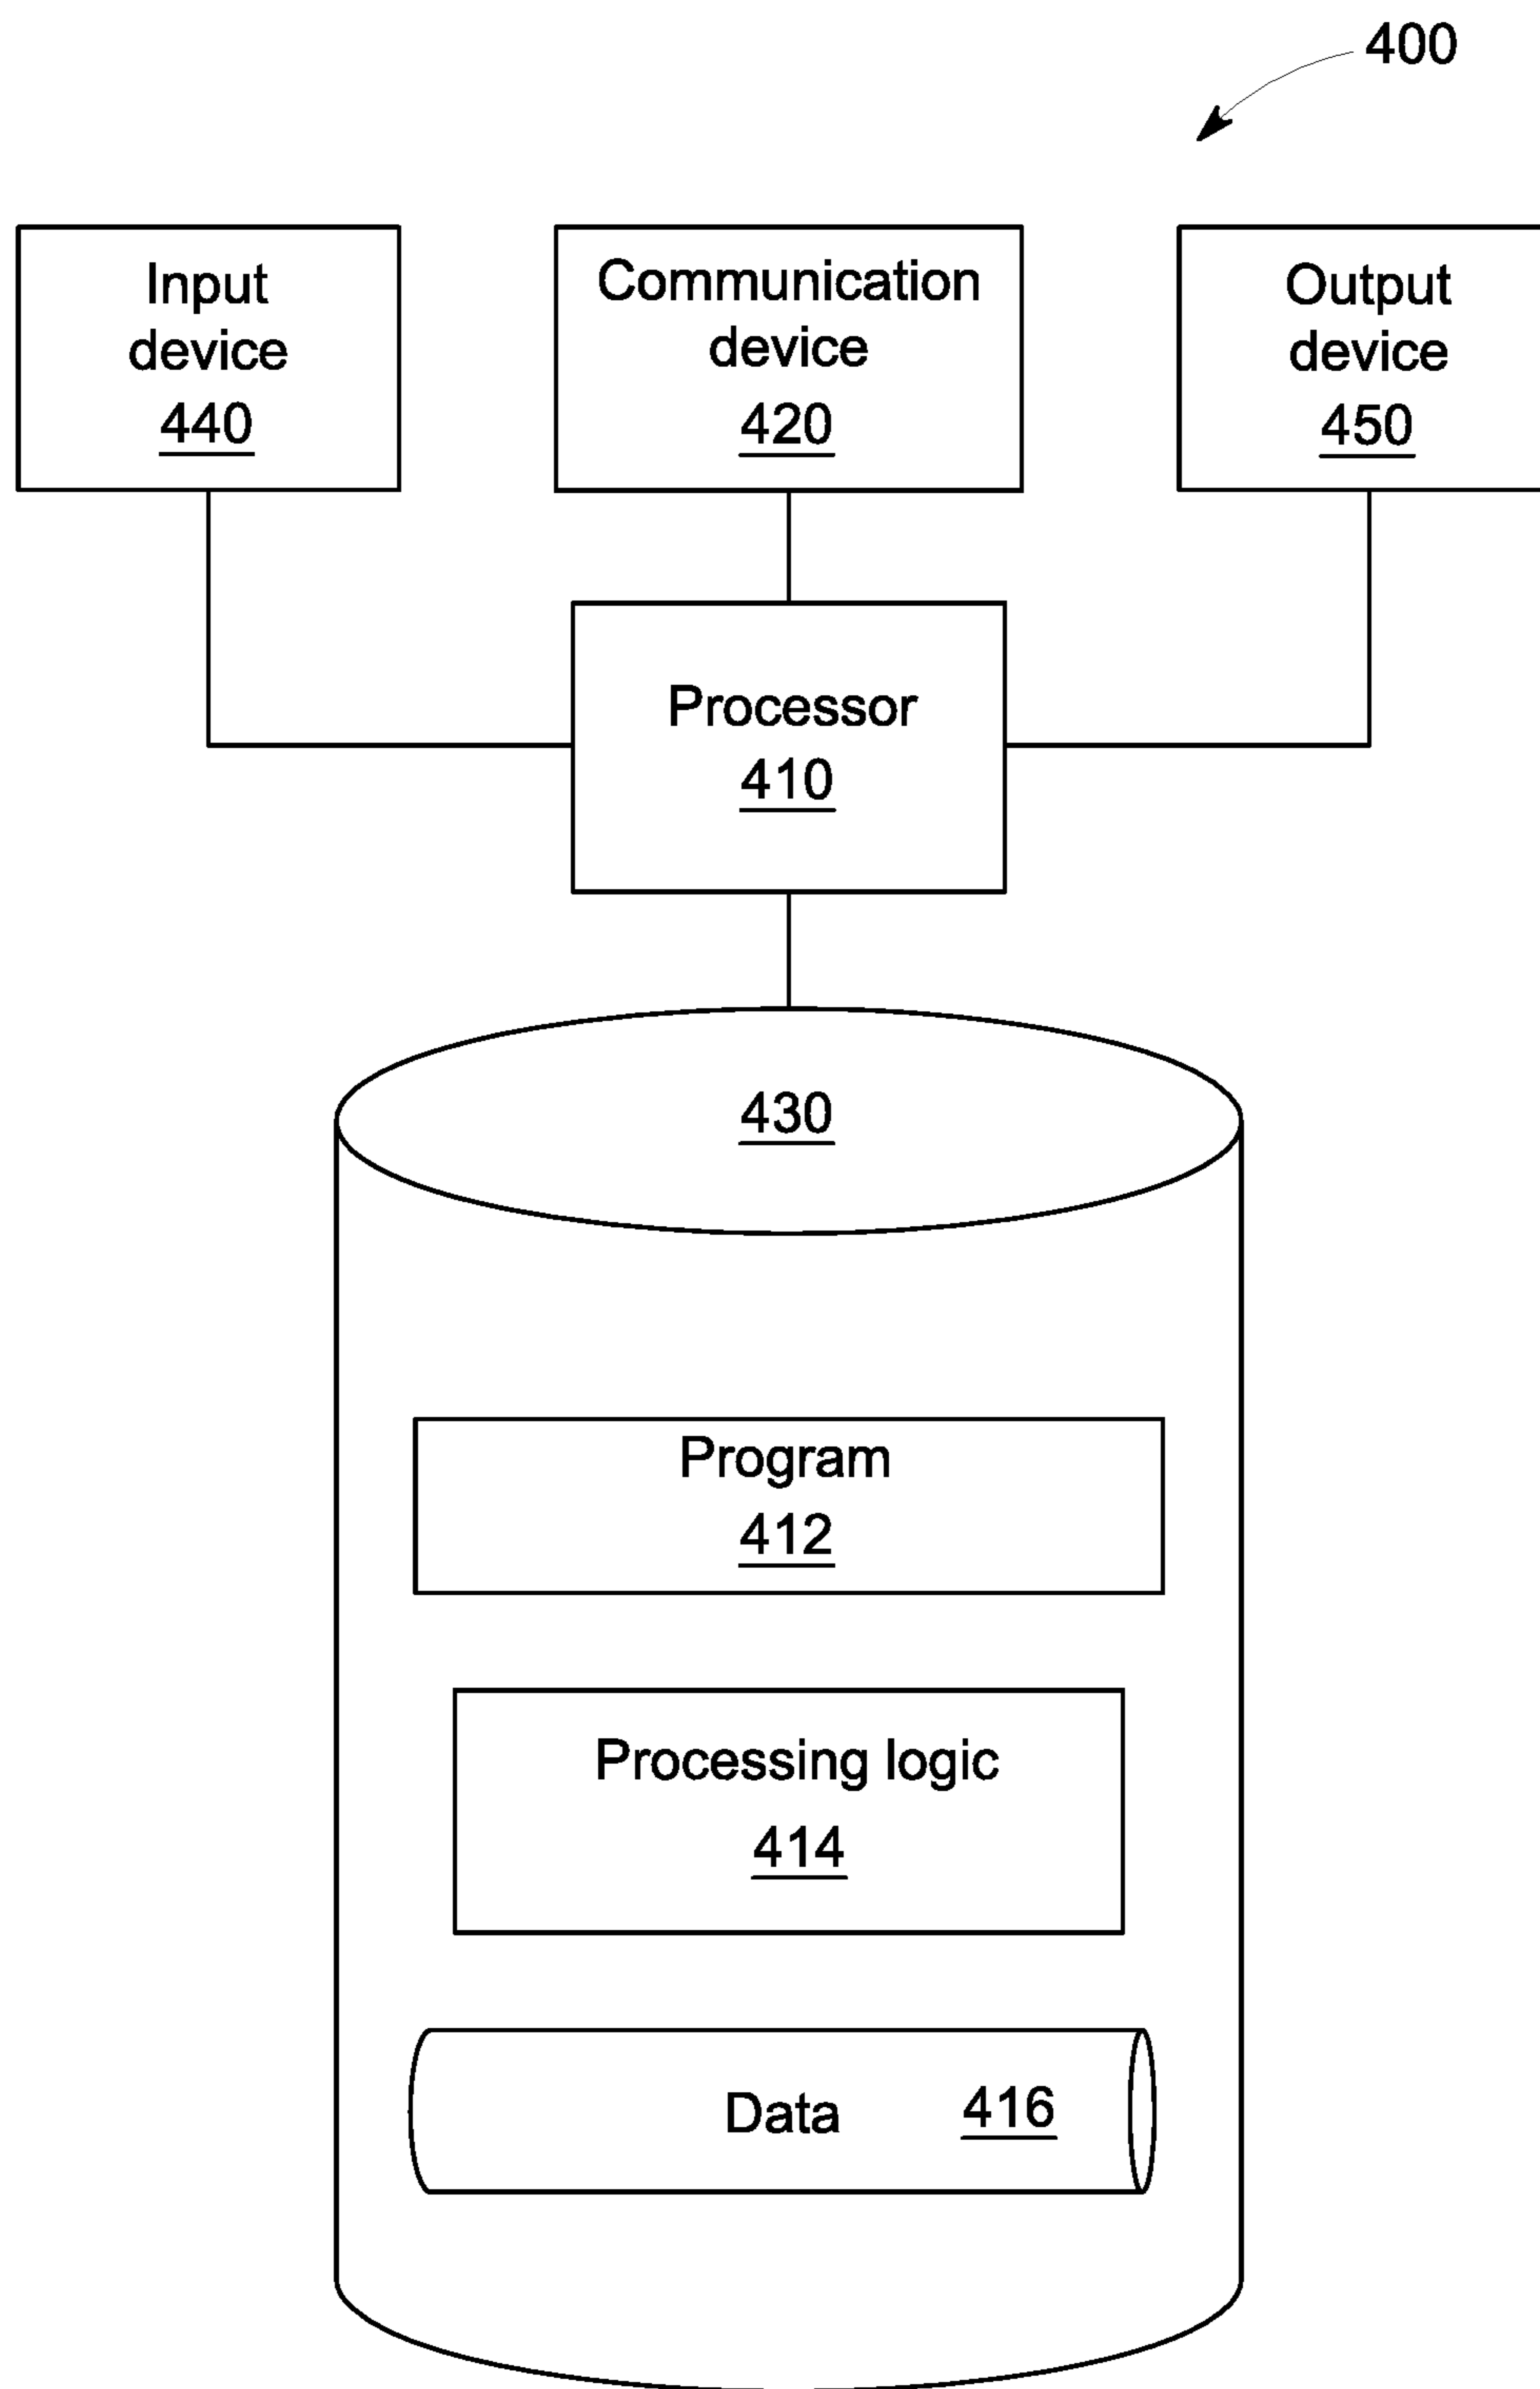 400
Input
device
440
Communication
device
420
Output
device
450
Processor
410
430
Program
412
Processing logic
414
Data 416